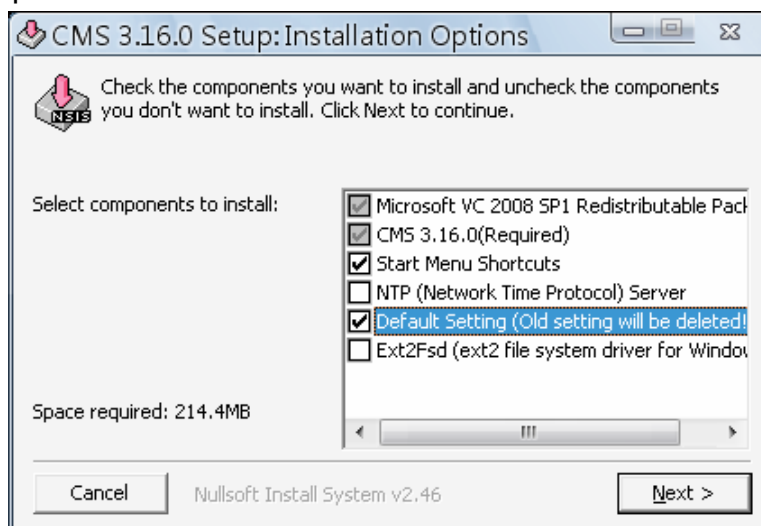 CMS 3.16.0 Setup: Installation Options
Check the components you want to install and uncheck the components
you don't want to install. Click Next to continue.
NSIS
Select components to install:
Microsoft VC 2008 SP1 Redistributable Pack
CMS 3.16.0(Required)
Start Menu Shortcuts
NTP (Network Time Protocol) Server
Default Setting (Old setting will be deleted!
Ext2Fsd (ext2 file system driver for Window
Space required: 214.4MB
Cancel
Nullsoft Install System v2.46
Next >